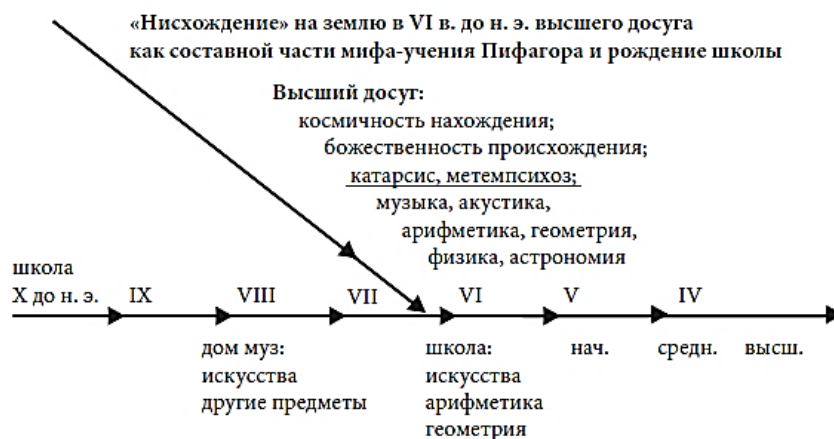 «Нисхождение» на землю в VI в. до н. э. высшего досуга
как составной части мифа-учения Пифагора и рождение школы
Высший досуг:
космичность нахождения;
божественность происхождения;
катарсис, метемпсихоз;
музыка, акустика,
арифметика, геометрия,
физика, астрономия
школа
X до н. э. IX VIII VII VI V IV
дом муз: школа: нач. средн. высш.
искусства искусства
другие предметы арифметика
геометрия